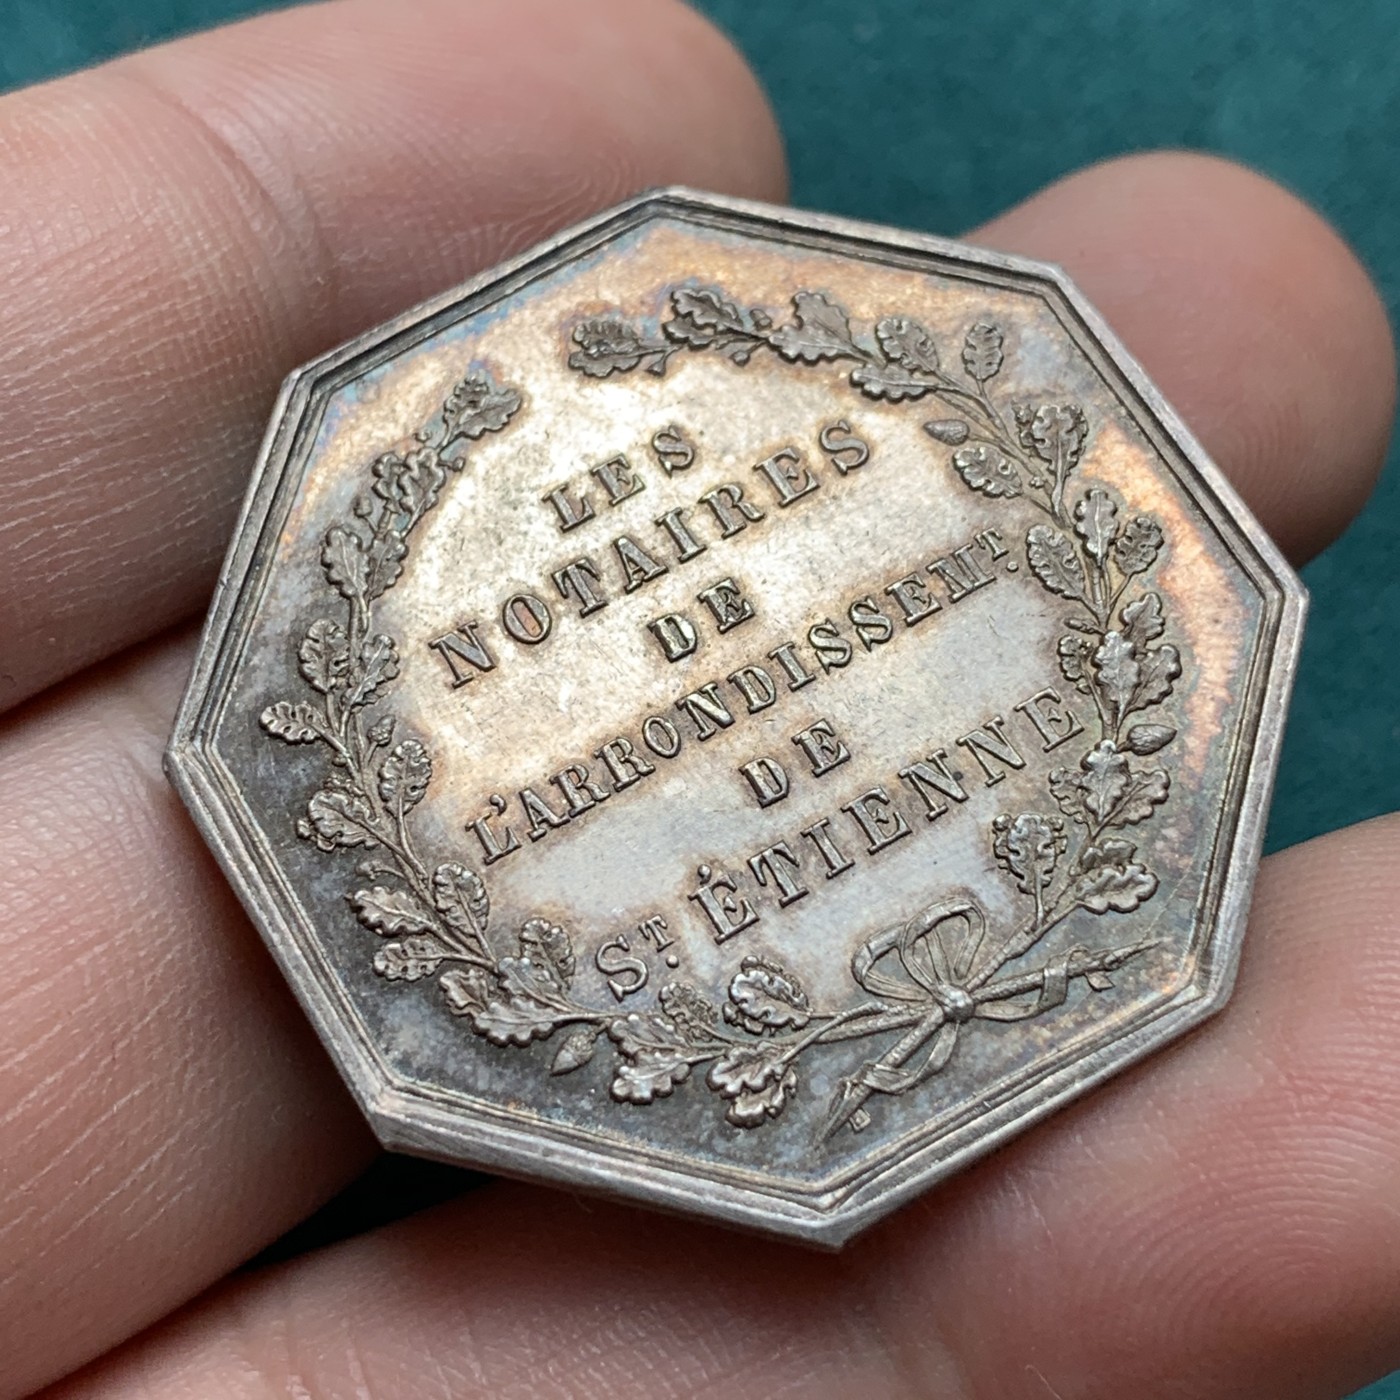 LES
NOTAIRES
DE
L'ARRONDISSEMT.
DE
ST. ÉTIENNE